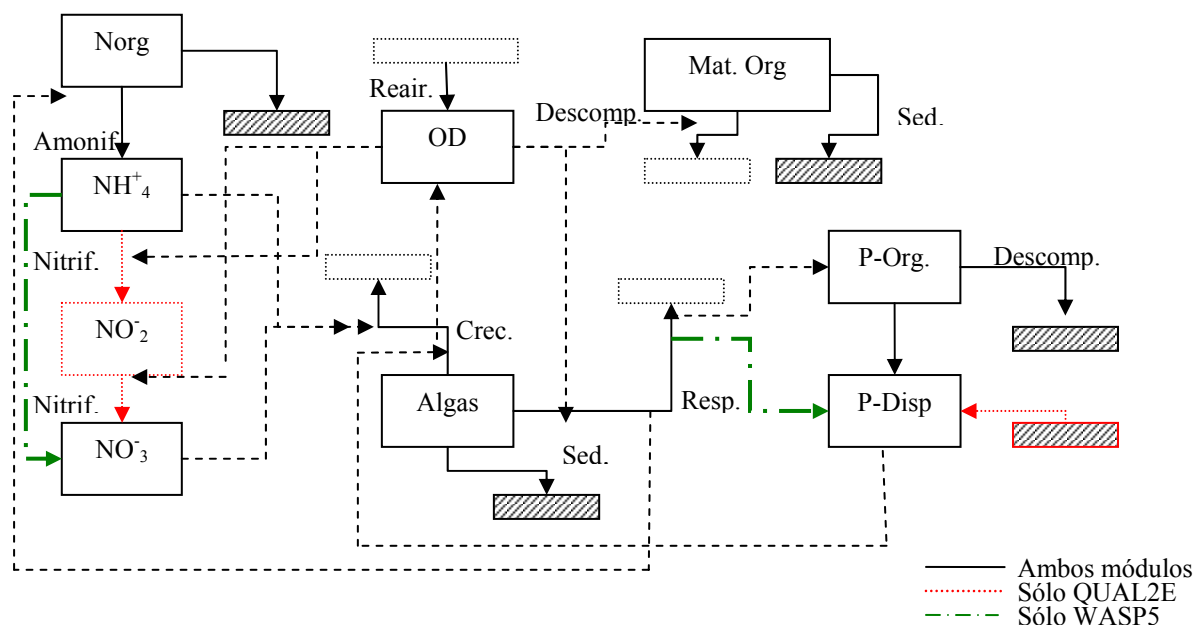 Norg
Mat. Org
Reair.
Descomp.
Sed.
Amonif.
OD
NH+4
P-Org.
Descomp.
Nitrif.
NO-2
Crec.
Nitrif.
Algas
Resp.
P-Disp
NO-3
Sed.
Ambos módulos
Sólo QUAL2E
Sólo WASP5